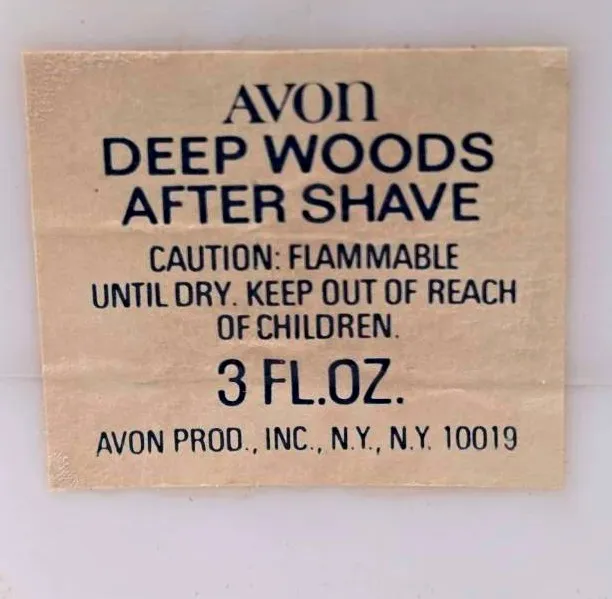 AVON
DEEP WOODS
AFTER SHAVE
CAUTION: FLAMMABLE
UNTIL DRY. KEEP OUT OF REACH
OF CHILDREN.
3 FL.OZ.
AVON PROD., INC., N.Y., N.Y. 10019